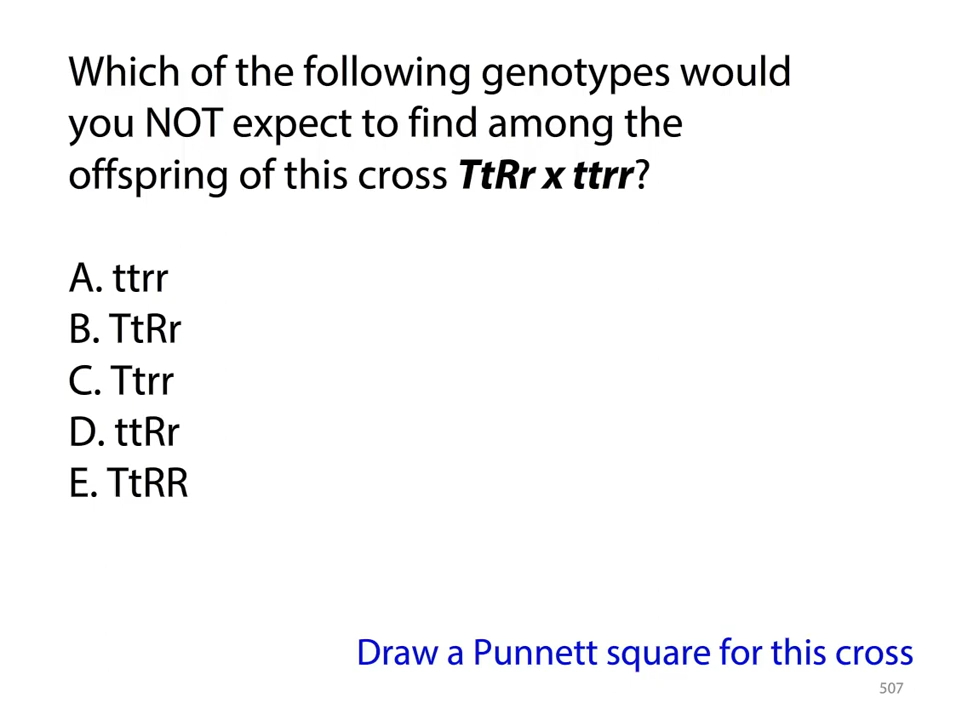 Which of the following genotypes would
you NOT expect to find among the
offspring of this cross TtRr x ttrr?
A. ttrr
B. TtRr
C. Ttrr
D. ttRr
E. TtRR
Draw a Punnett square for this cross
507